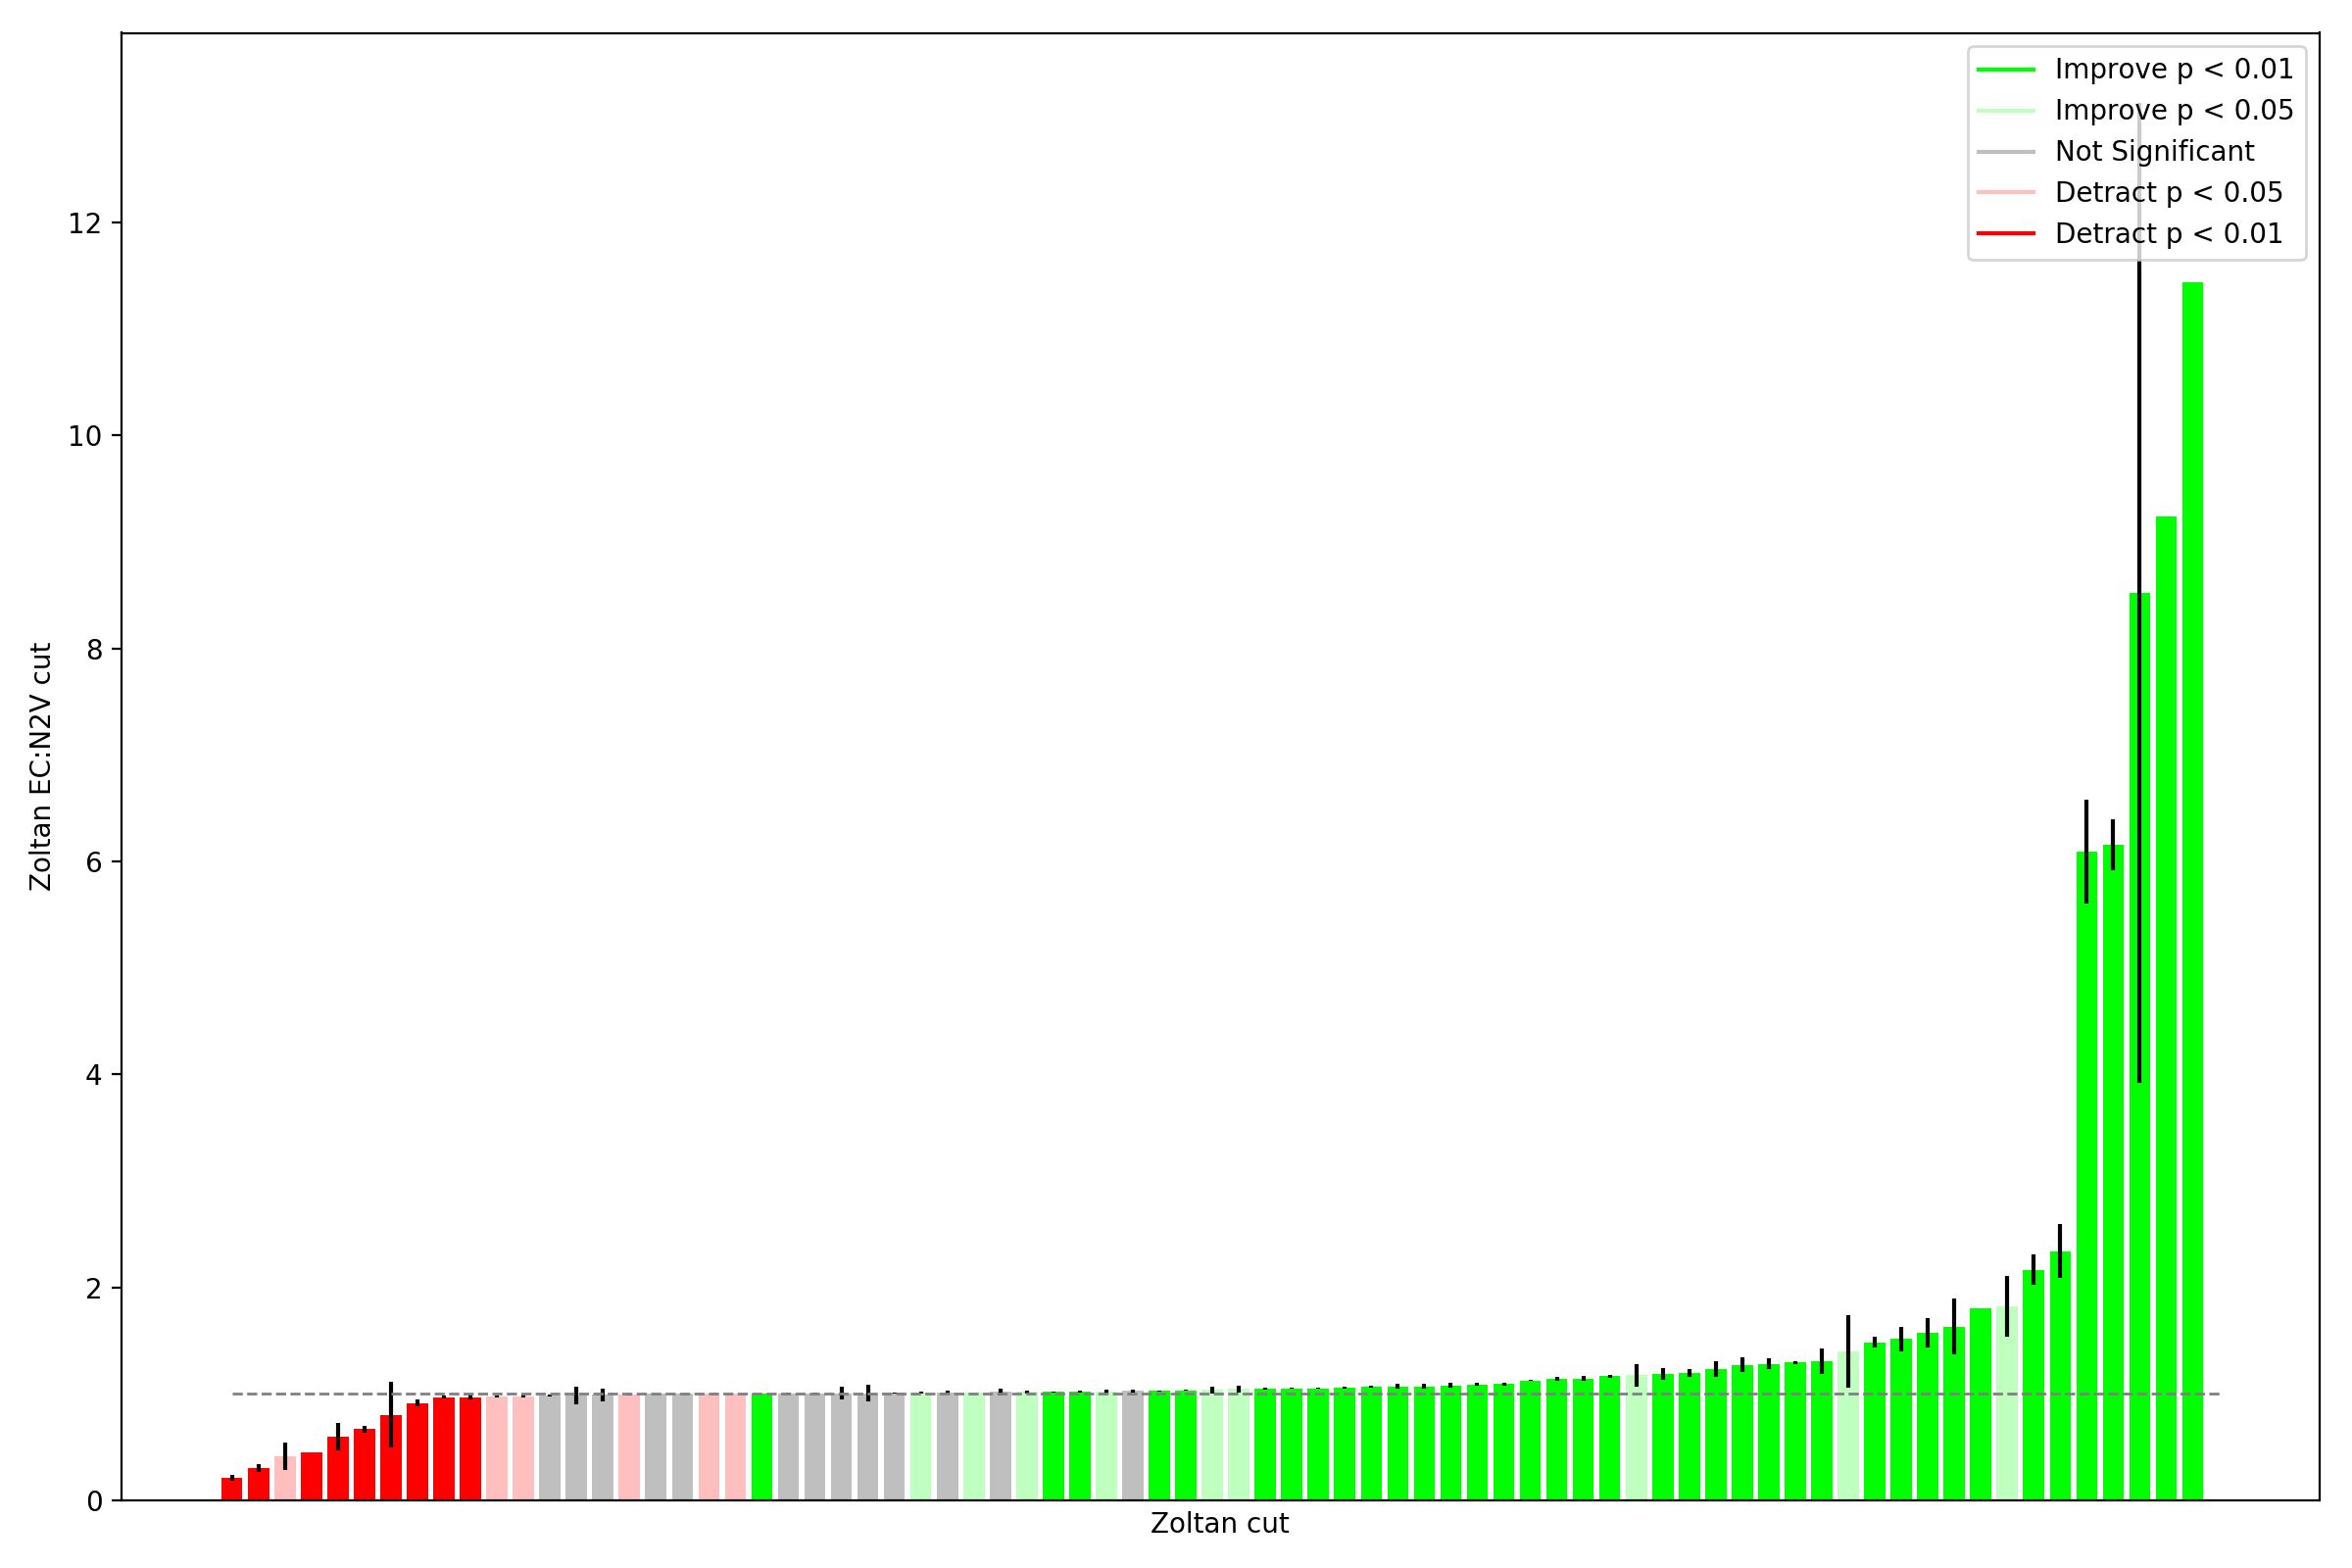 Improve p < 0.01
Improve p < 0.05
Not Significant
Detract p < 0.05
Detract p < 0.01
12
10
8
6
4
2
0
Zoltan EC:N2V cut
Zoltan cut